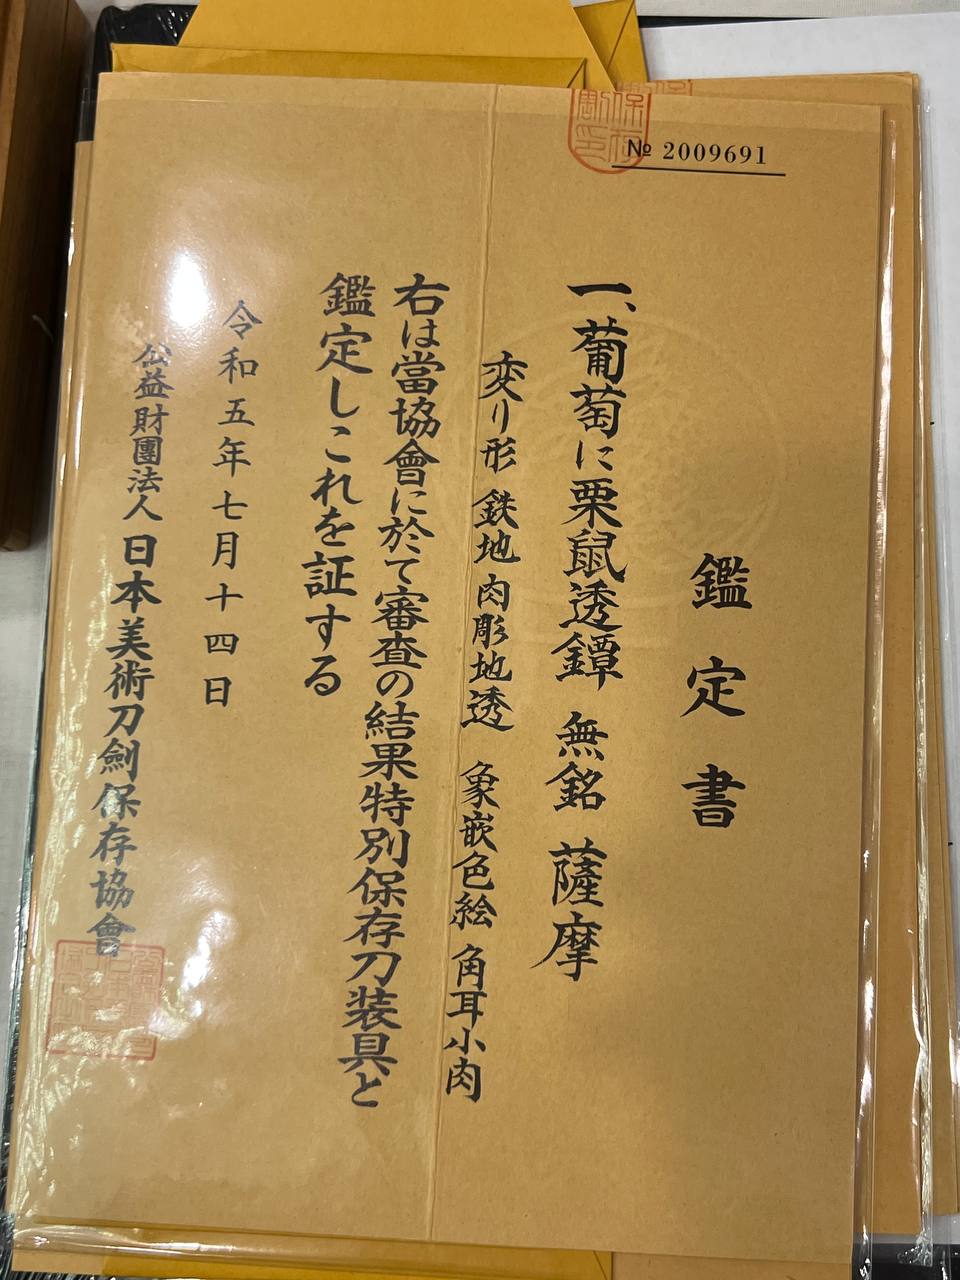 № 2009691
鑑定書
一、葡萄に栗鼠透鐔 無銘 薩摩
変り形 鉄地 肉彫地透 象嵌色絵 角耳小肉
右は當協會に於て審査の結果特別保存刀装具と
鑑定しこれを証する
令和五年七月十四日
公益財團法人 日本美術刀劍保存協會